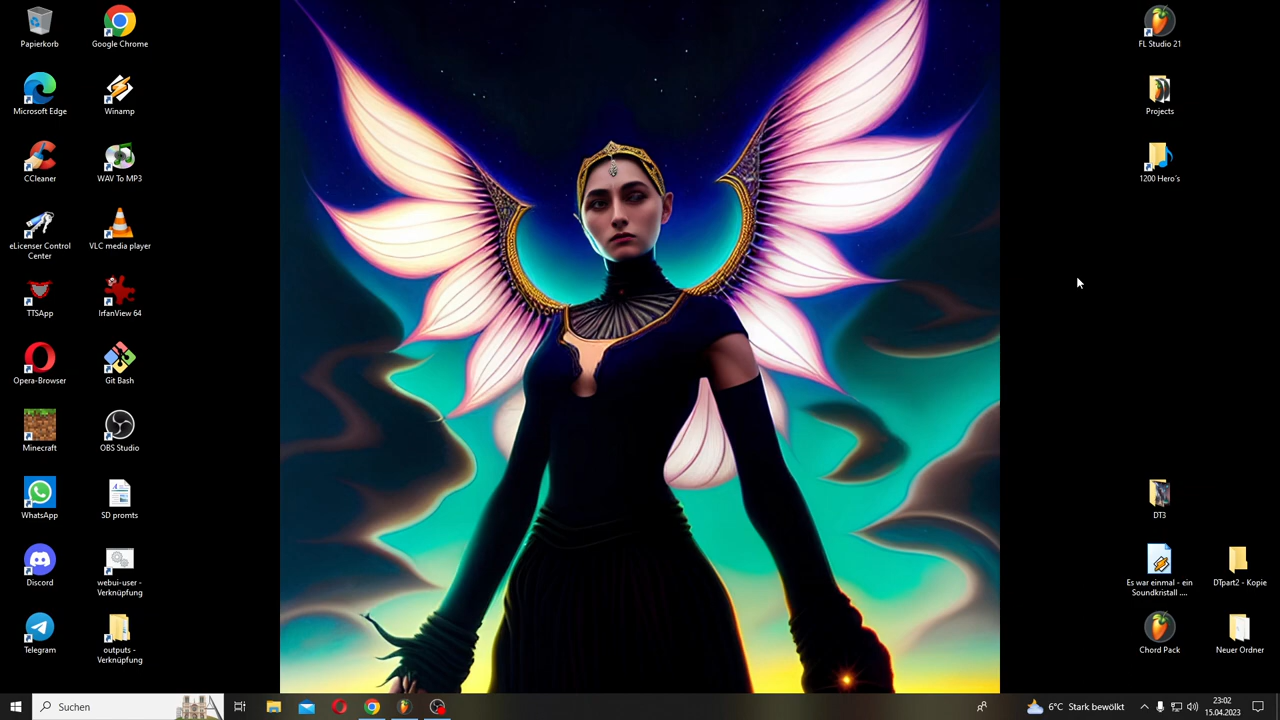 Papierkorb
Google Chrome
Microsoft Edge
Winamp
CCleaner
WAV To MP3
eLicenser Control
Center
VLC media player
TTSApp
IrfanView 64
Opera-Browser
Git Bash
Minecraft
OBS Studio
WhatsApp
SD promts
Discord
webui-user -
Verknüpfung
Telegram
outputs -
Verknüpfung
FL Studio 21
Projects
1200 Hero´s
DT3
Es war einmal - ein
Soundkristall ....
DTpart2 - Kopie
Chord Pack
Neuer Ordner
Suchen
6°C Stark bewölkt
23:02
15.04.2023